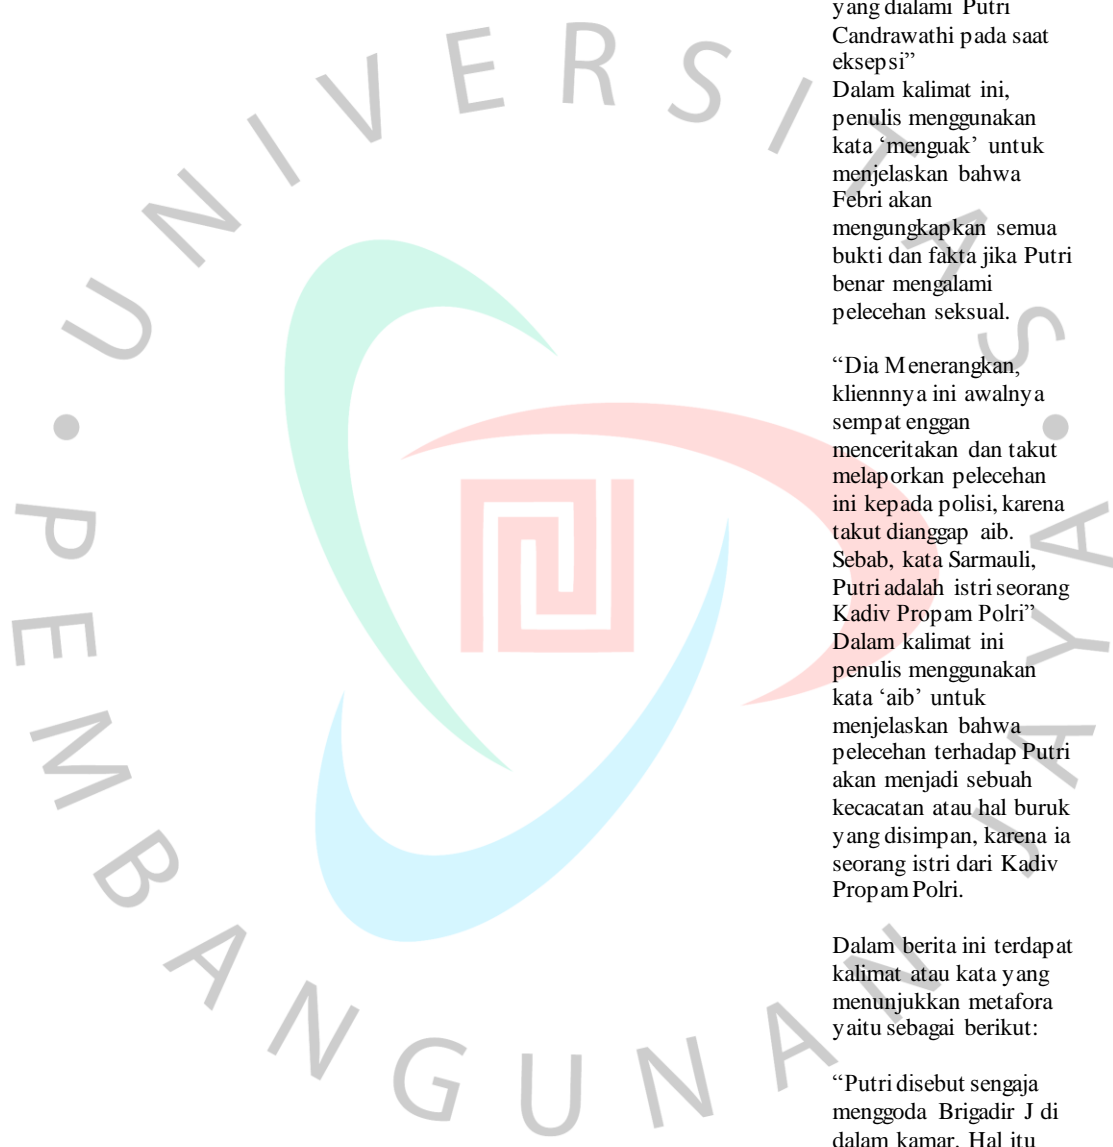 UNIVERSITAS
• PEMBANGUNAN JAYA •
yang dialami Putri
Candrawathi pada saat
eksepsi”
Dalam kalimat ini,
penulis menggunakan
kata ‘menguak’ untuk
menjelaskan bahwa
Febri akan
mengungkapkan semua
bukti dan fakta jika Putri
benar mengalami
pelecehan seksual.
“Dia Menerangkan,
kliennnya ini awalnya
sempat enggan
menceritakan dan takut
melaporkan pelecehan
ini kepada polisi, karena
takut dianggap aib.
Sebab, kata Sarmauli,
Putri adalah istri seorang
Kadiv Propam Polri”
Dalam kalimat ini
penulis menggunakan
kata ‘aib’ untuk
menjelaskan bahwa
pelecehan terhadap Putri
akan menjadi sebuah
kecacatan atau hal buruk
yang disimpan, karena ia
seorang istri dari Kadiv
Propam Polri.
Dalam berita ini terdapat
kalimat atau kata yang
menunjukkan metafora
yaitu sebagai berikut:
“Putri disebut sengaja
menggoda Brigadir J di
dalam kamar. Hal itu